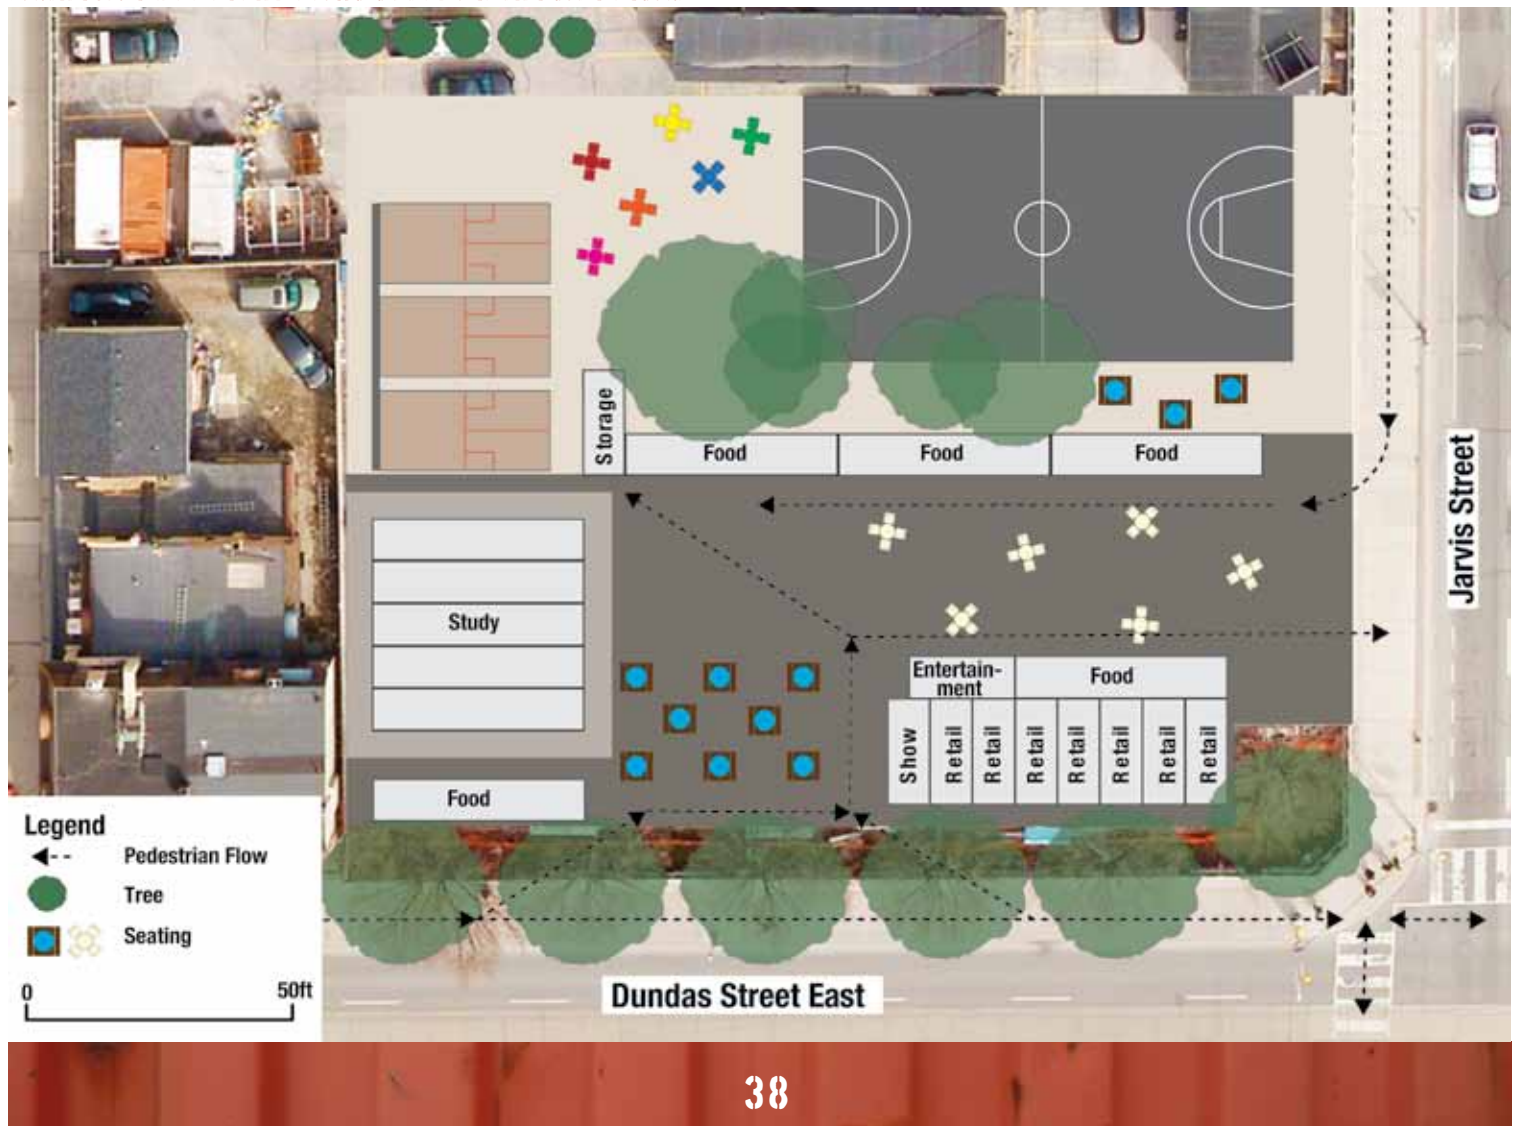 Storage
Food
Food
Food
Jarvis Street
Study
Entertain-
ment
Food
Show
Retail
Retail
Retail
Retail
Retail
Retail
Retail
Food
Legend
Pedestrian Flow
Tree
Seating
0
50ft
Dundas Street East
38